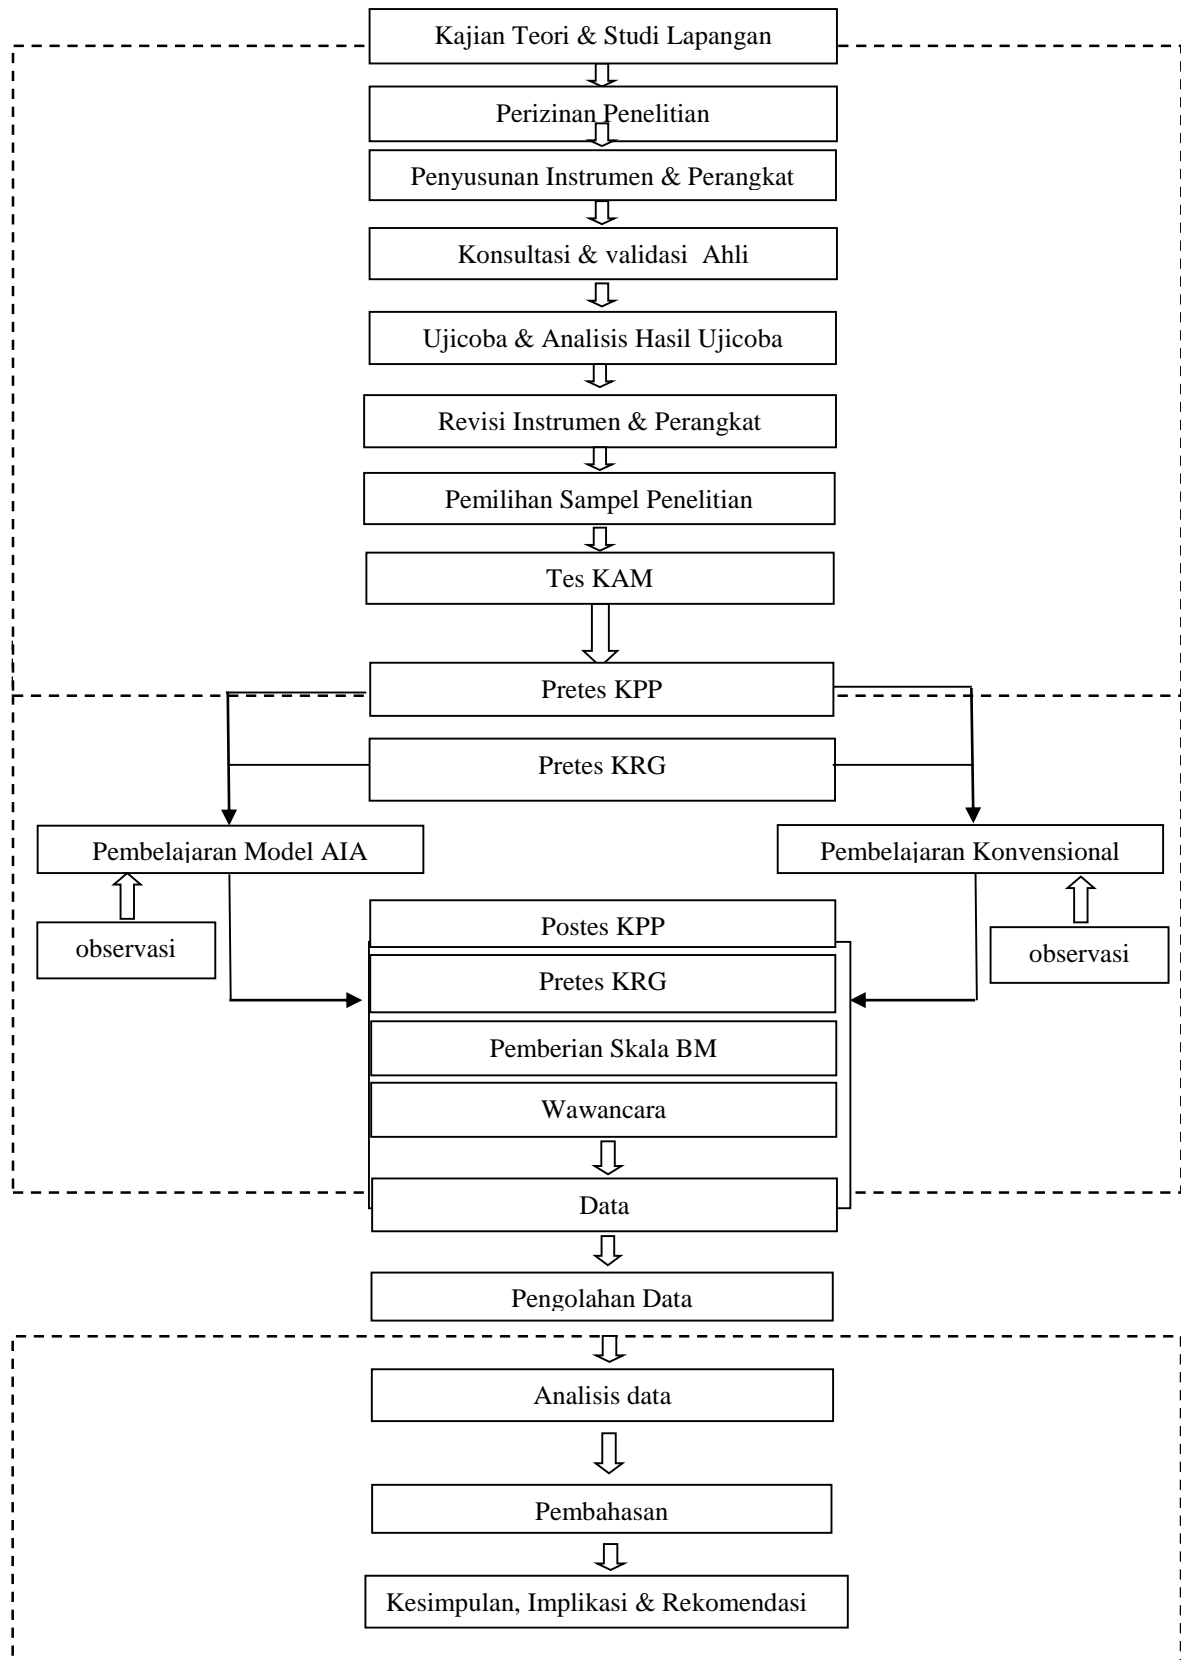 Kajian Teori & Studi Lapangan
Perizinan Penelitian
Penyusunan Instrumen & Perangkat
Konsultasi & validasi Ahli
Ujicoba & Analisis Hasil Ujicoba
Revisi Instrumen & Perangkat
Pemilihan Sampel Penelitian
Tes KAM
Pretes KPP
Pretes KRG
Pembelajaran Model AIA
Pembelajaran Konvensional
observasi
observasi
Postes KPP
Pretes KRG
Pemberian Skala BM
Wawancara
Data
Pengolahan Data
Analisis data
Pembahasan
Kesimpulan, Implikasi & Rekomendasi